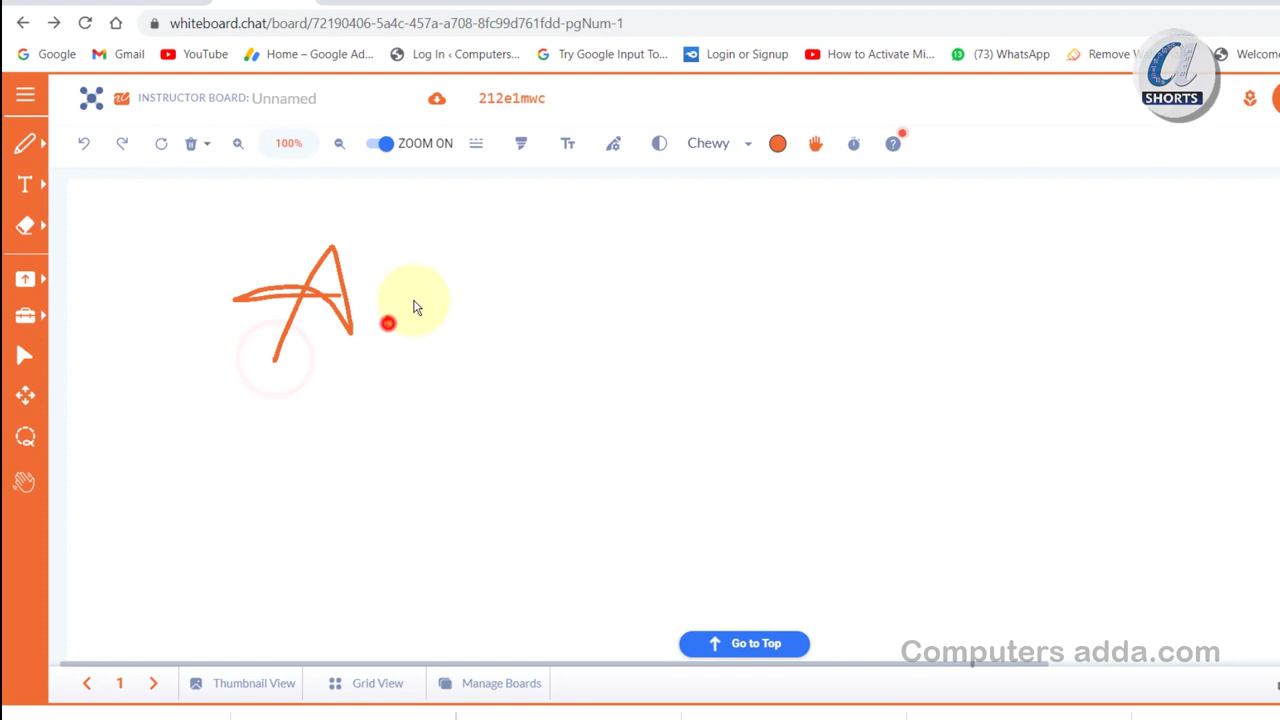 whiteboard.chat/board/72190406-5a4c-457a-a708-8fc99d761fdd-pgNum-1
Google Gmail YouTube Home – Google Ad... Log In ‹ Computers... Try Google Input To... Login or Signup How to Activate Mi... (73) WhatsApp Remove W Welcome
a
SHORTS
INSTRUCTOR BOARD: Unnamed 212e1mwc
100% ZOOM ON Chewy
A
Go to Top
Computers adda.com
1 Thumbnail View Grid View Manage Boards